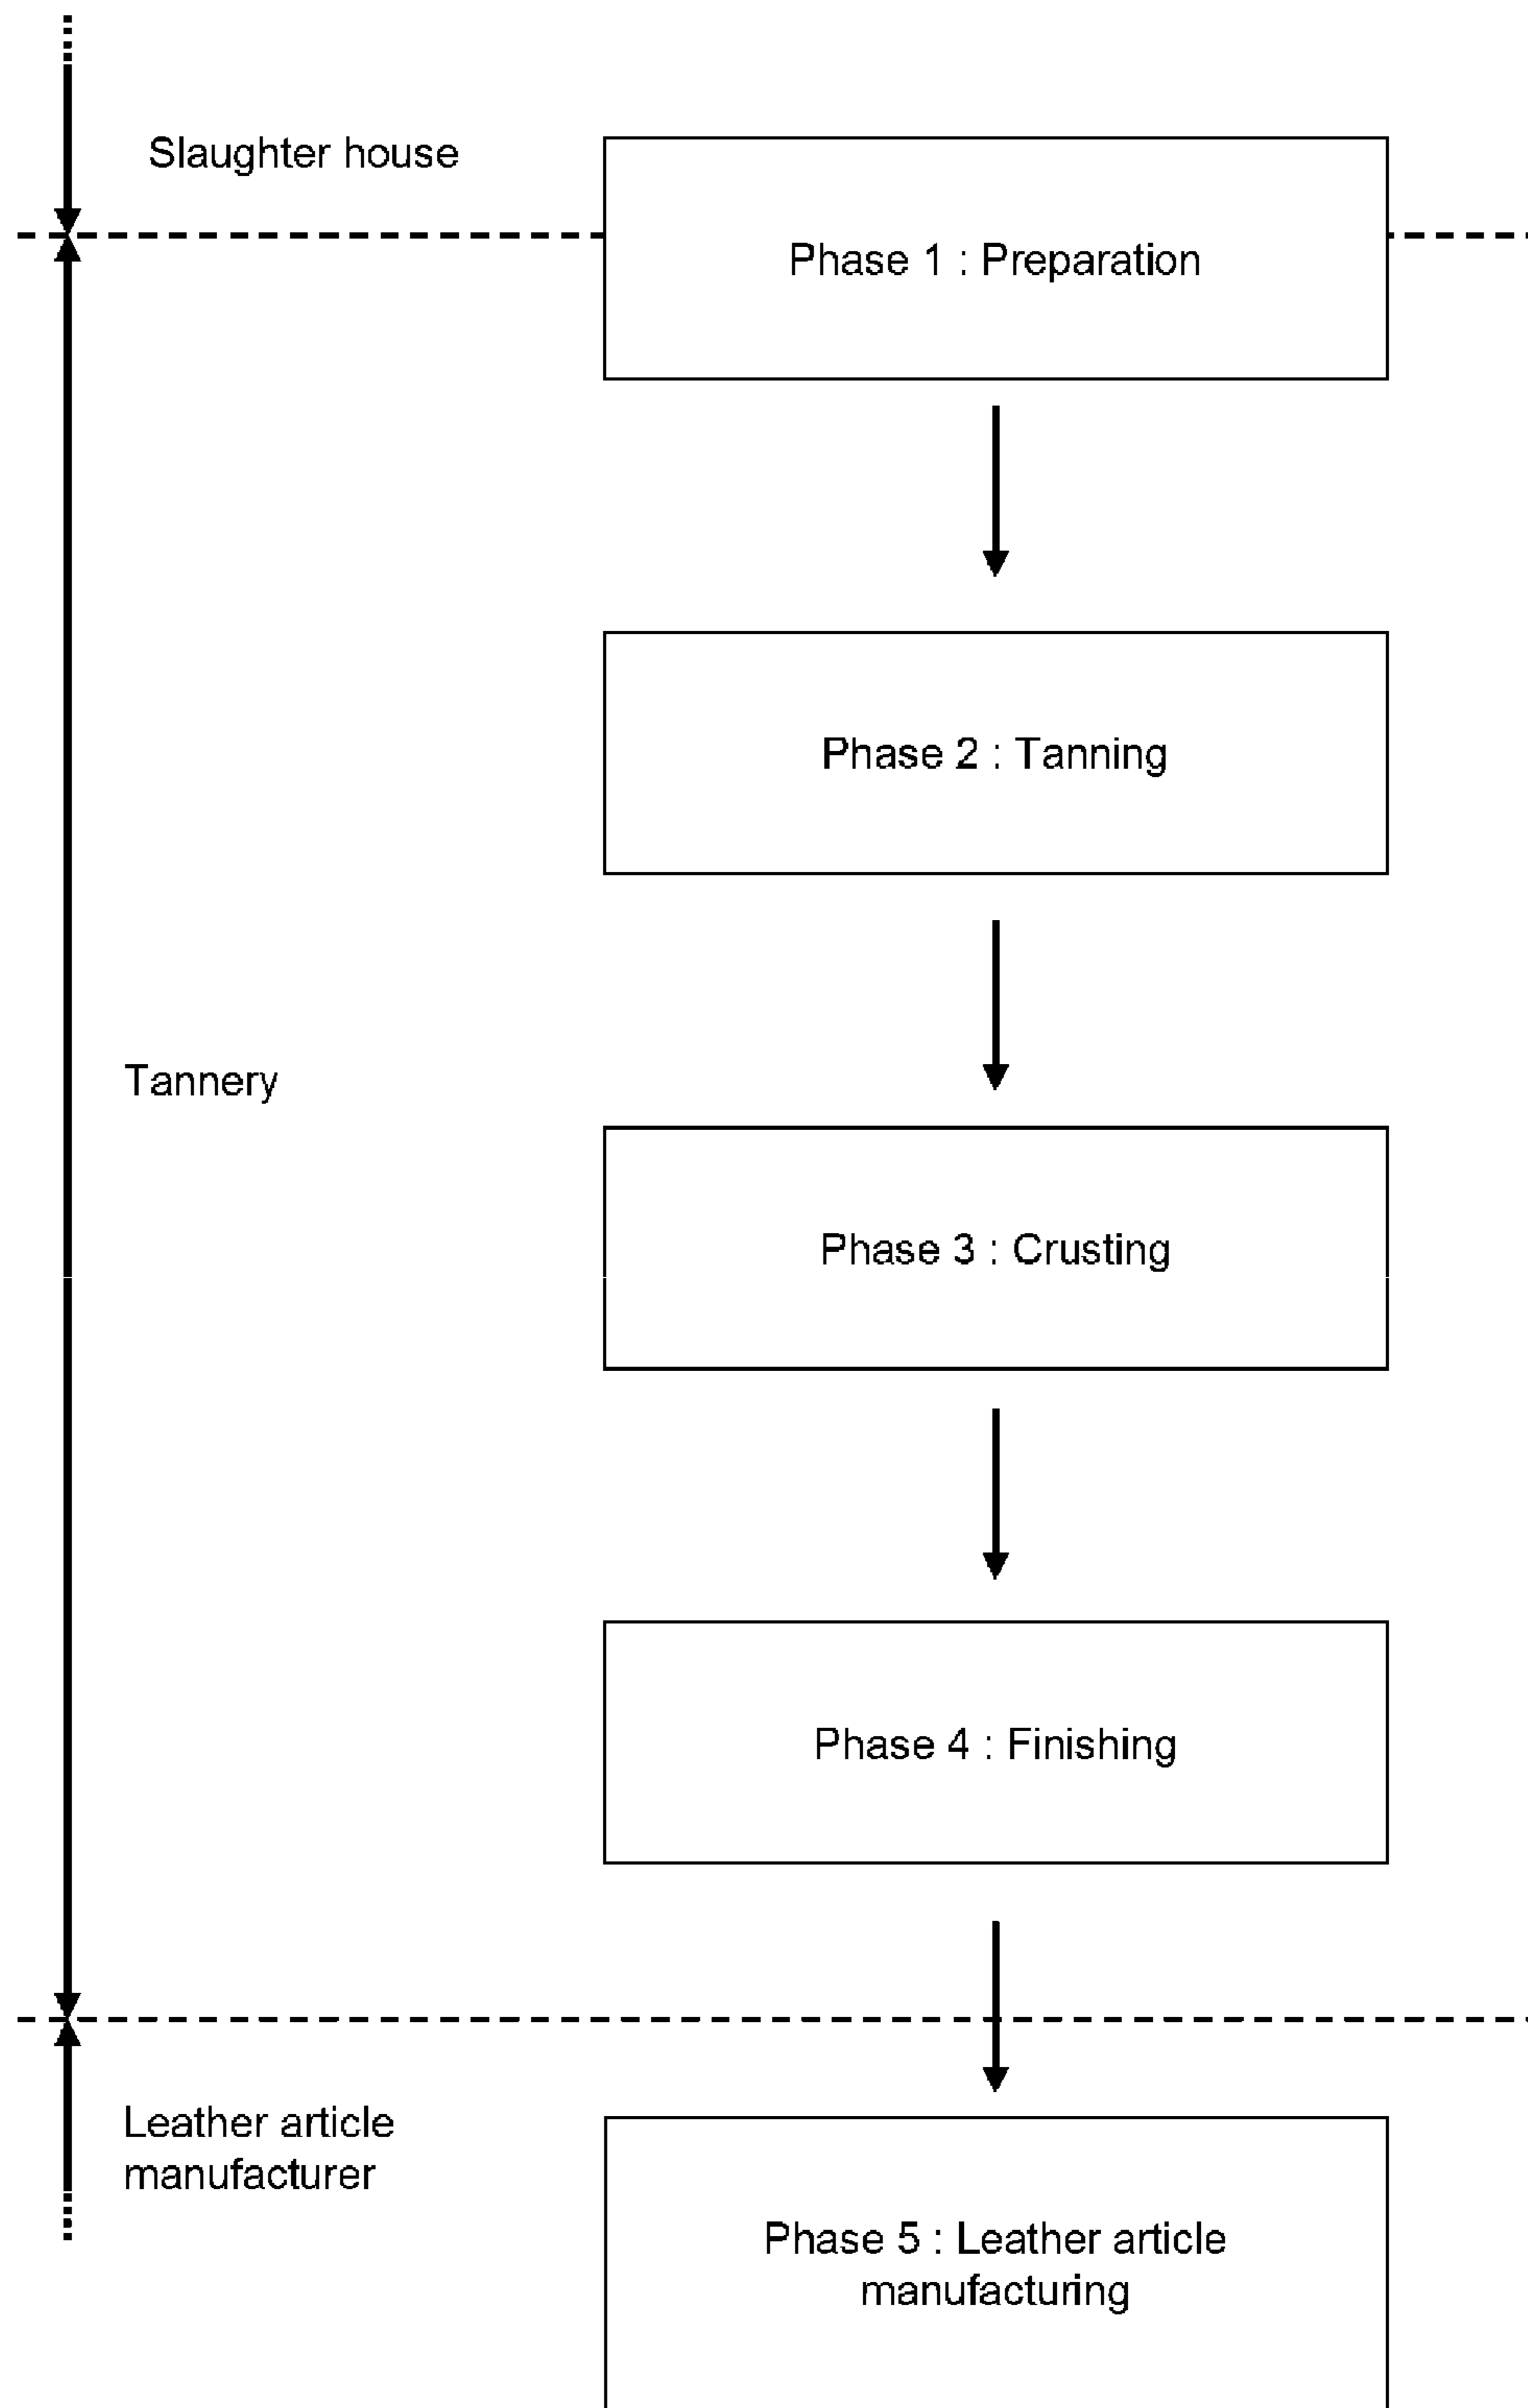 Slaughter house
Phase 1 : Preparation
Phase 2 : Tanning
Tannery
Phase 3 : Crusting
Phase 4 : Finishing
Leather article
manufacturer
Phase 5 : Leather article
manufacturing